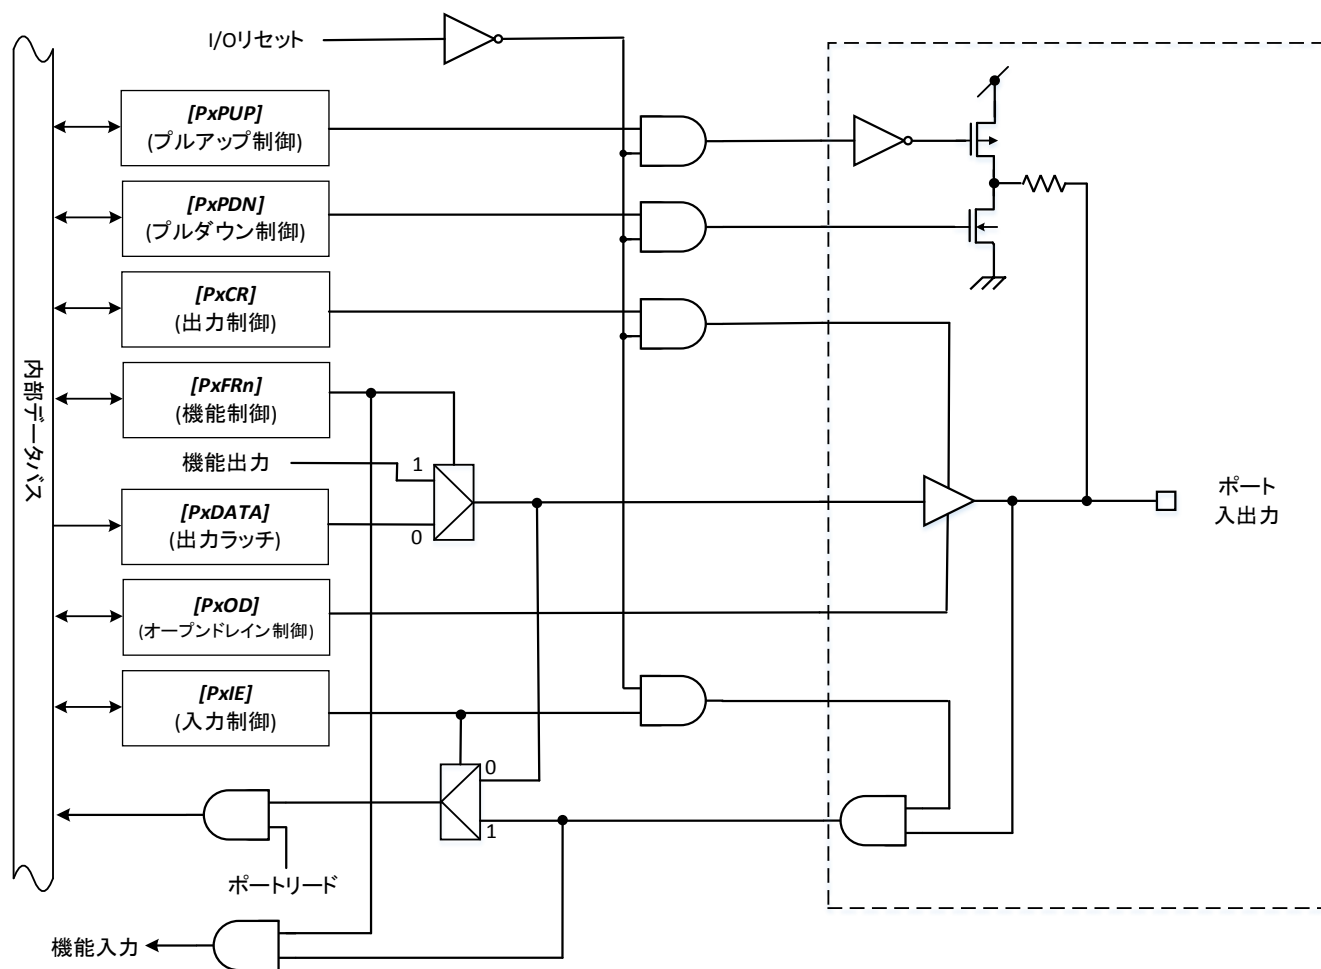 I/Oリセット
[PxPUP]
(プルアップ制御)
[PxPDN]
(プルダウン制御)
[PxCR]
(出力制御)
内部データバス
[PxFRn]
(機能制御)
機能出力
1
0
[PxDATA]
(出力ラッチ)
ポート
入出力
[PxOD]
(オープンドレイン制御)
[PxIE]
(入力制御)
0
1
ポートリード
機能入力